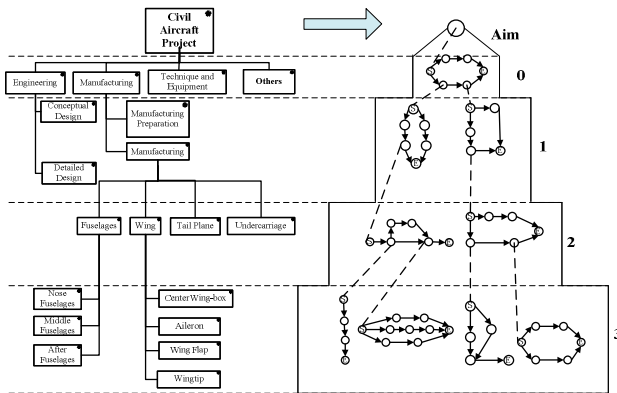 Civil
Aircraft
Project
Aim
Engineering
Manufacturing
Technique and
Equipment
Others
0
Conceptual
Design
Manufacturing
Preparation
Manufacturing
Detailed
Design
1
Fuselages
Wing
Tail Plane
Undercarriage
2
Nose
Fuselages
Middle
Fuselages
After
Fuselages
Center Wing-box
Aileron
Wing Flap
Wingtip
3
S
E
S
E
S
E
S
E
S
E
S
E
S
E
S
E
S
E